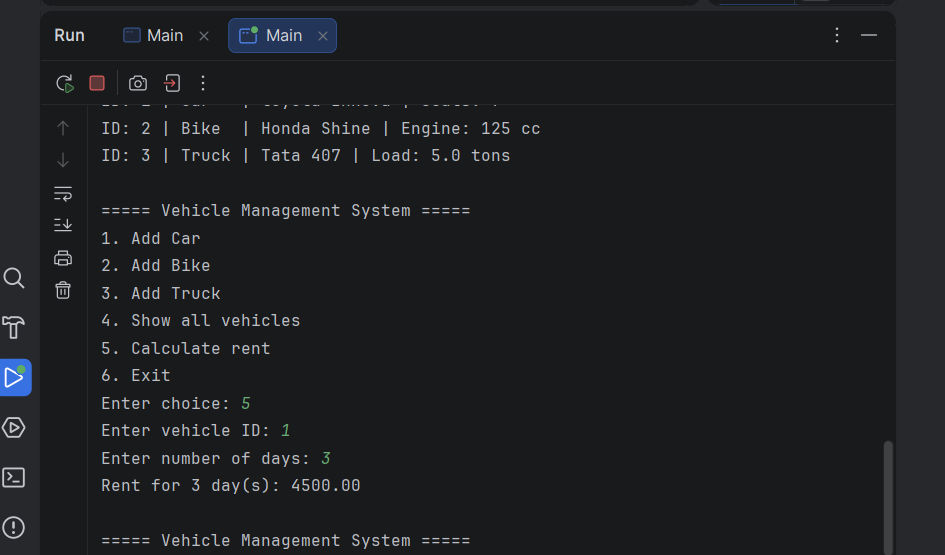 Run Main Main
ID: 2 | Bike  | Honda Shine | Engine: 125 cc
ID: 3 | Truck | Tata 407 | Load: 5.0 tons
===== Vehicle Management System =====
1. Add Car
2. Add Bike
3. Add Truck
4. Show all vehicles
5. Calculate rent
6. Exit
Enter choice: 5
Enter vehicle ID: 1
Enter number of days: 3
Rent for 3 day(s): 4500.00
===== Vehicle Management System =====